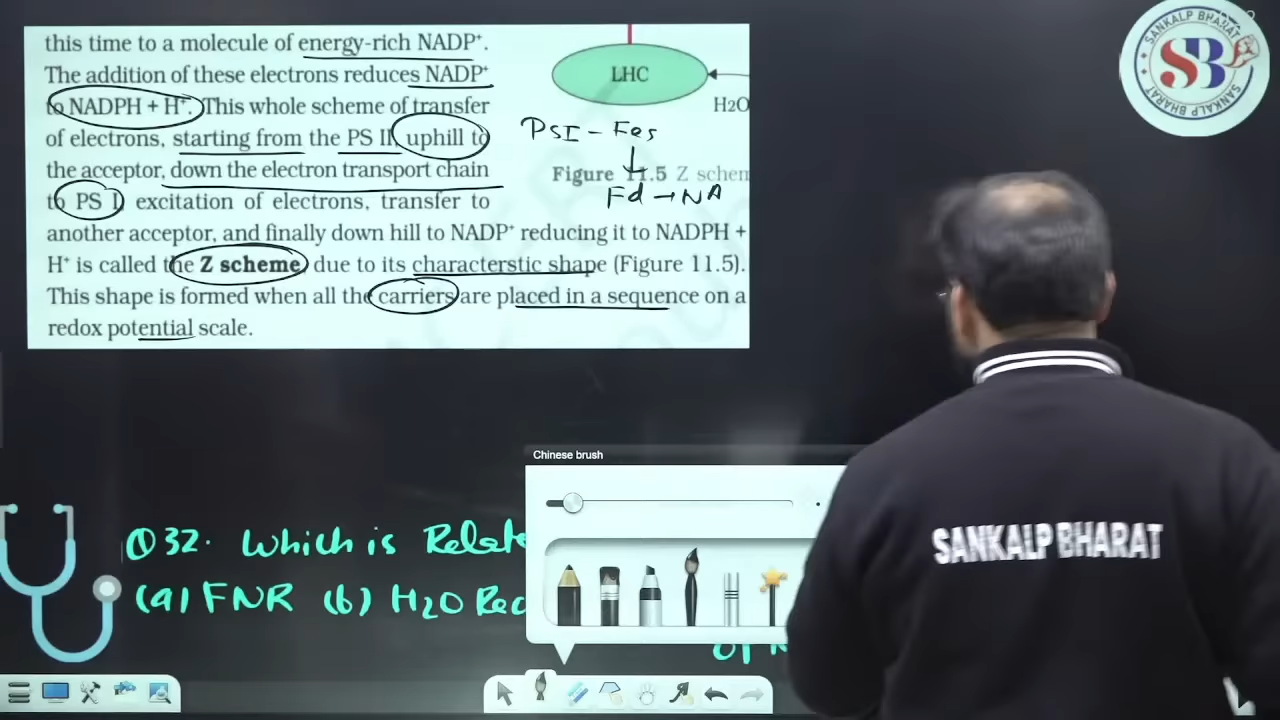 this time to a molecule of energy-rich NADP⁺.
The addition of these electrons reduces NADP⁺
to NADPH + H⁺. This whole scheme of transfer
of electrons, starting from the PS II, uphill to
the acceptor, down the electron transport chain
to PS I, excitation of electrons, transfer to
another acceptor, and finally down hill to NADP⁺ reducing it to NADPH +
H⁺ is called the Z scheme, due to its characterstic shape (Figure 11.5).
This shape is formed when all the carriers are placed in a sequence on a
redox potential scale.
LHC
H2O
PSI - Fes
↓
Figure 11.5 Z schem
Fd → NA
SANKALP BHARAT
SB
SANKALP BHARAT
SANKALP BHARAT
Chinese brush
Q32. Which is Relate
(a) FNR (b) H2O Rec
of